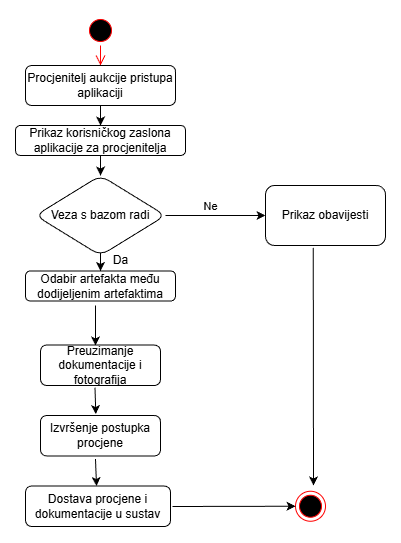 Procjenitelj aukcije pristupa
aplikaciji
Prikaz korisničkog zaslona
aplikacije za procjenitelja
Veza s bazom radi
Ne
Prikaz obavijesti
Da
Odabir artefakta među
dodijeljenim artefaktima
Preuzimanje
dokumentacije i
fotografija
Izvršenje postupka
procjene
Dostava procjene i
dokumentacije u sustav